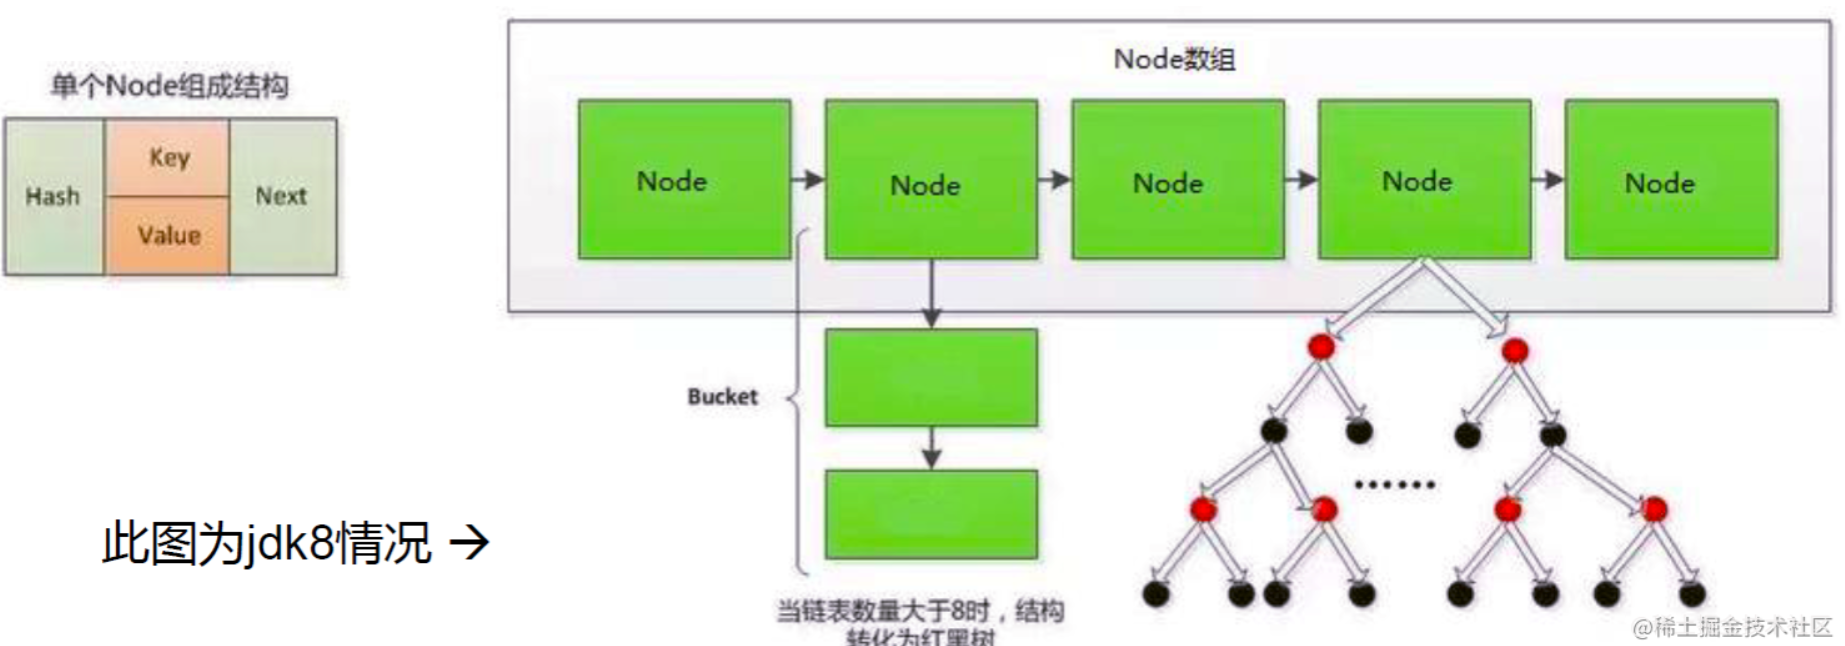 单个Node组成结构
Hash
Key
Value
Next
Node数组
Node
Node
Node
Node
Node
Bucket
此图为jdk8情况 →
······
当链表数量大于8时，结构
转化为红黑树
@稀土掘金技术社区